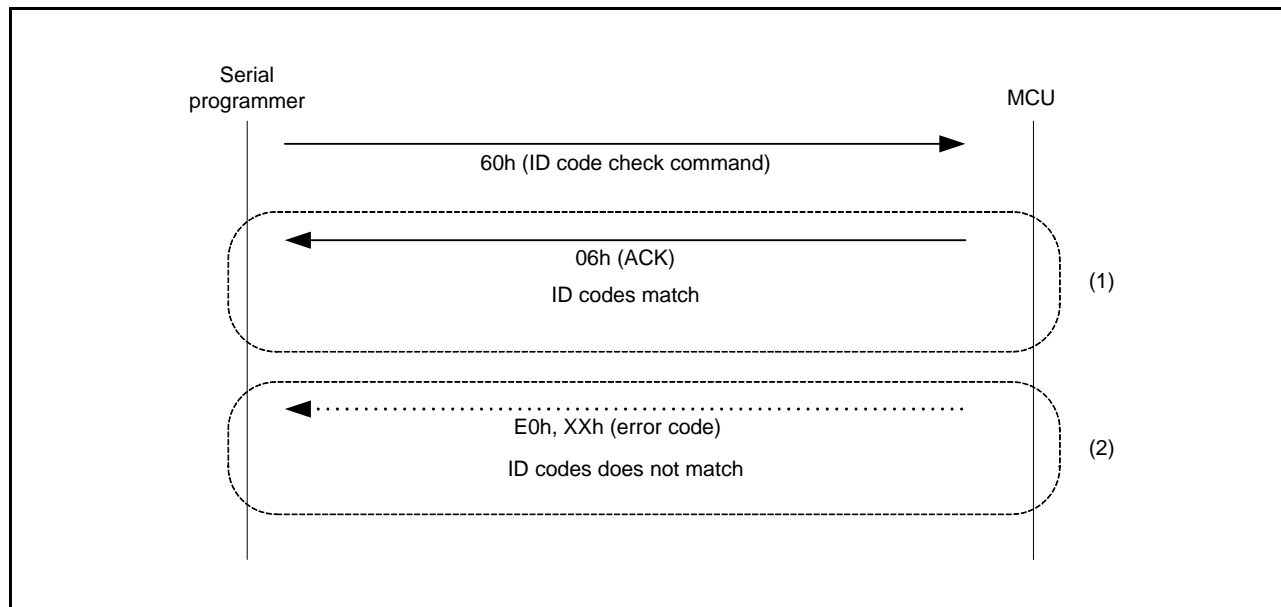 Serial
programmer
MCU
60h (ID code check command)
06h (ACK)
ID codes match
(1)
E0h, XXh (error code)
ID codes does not match
(2)